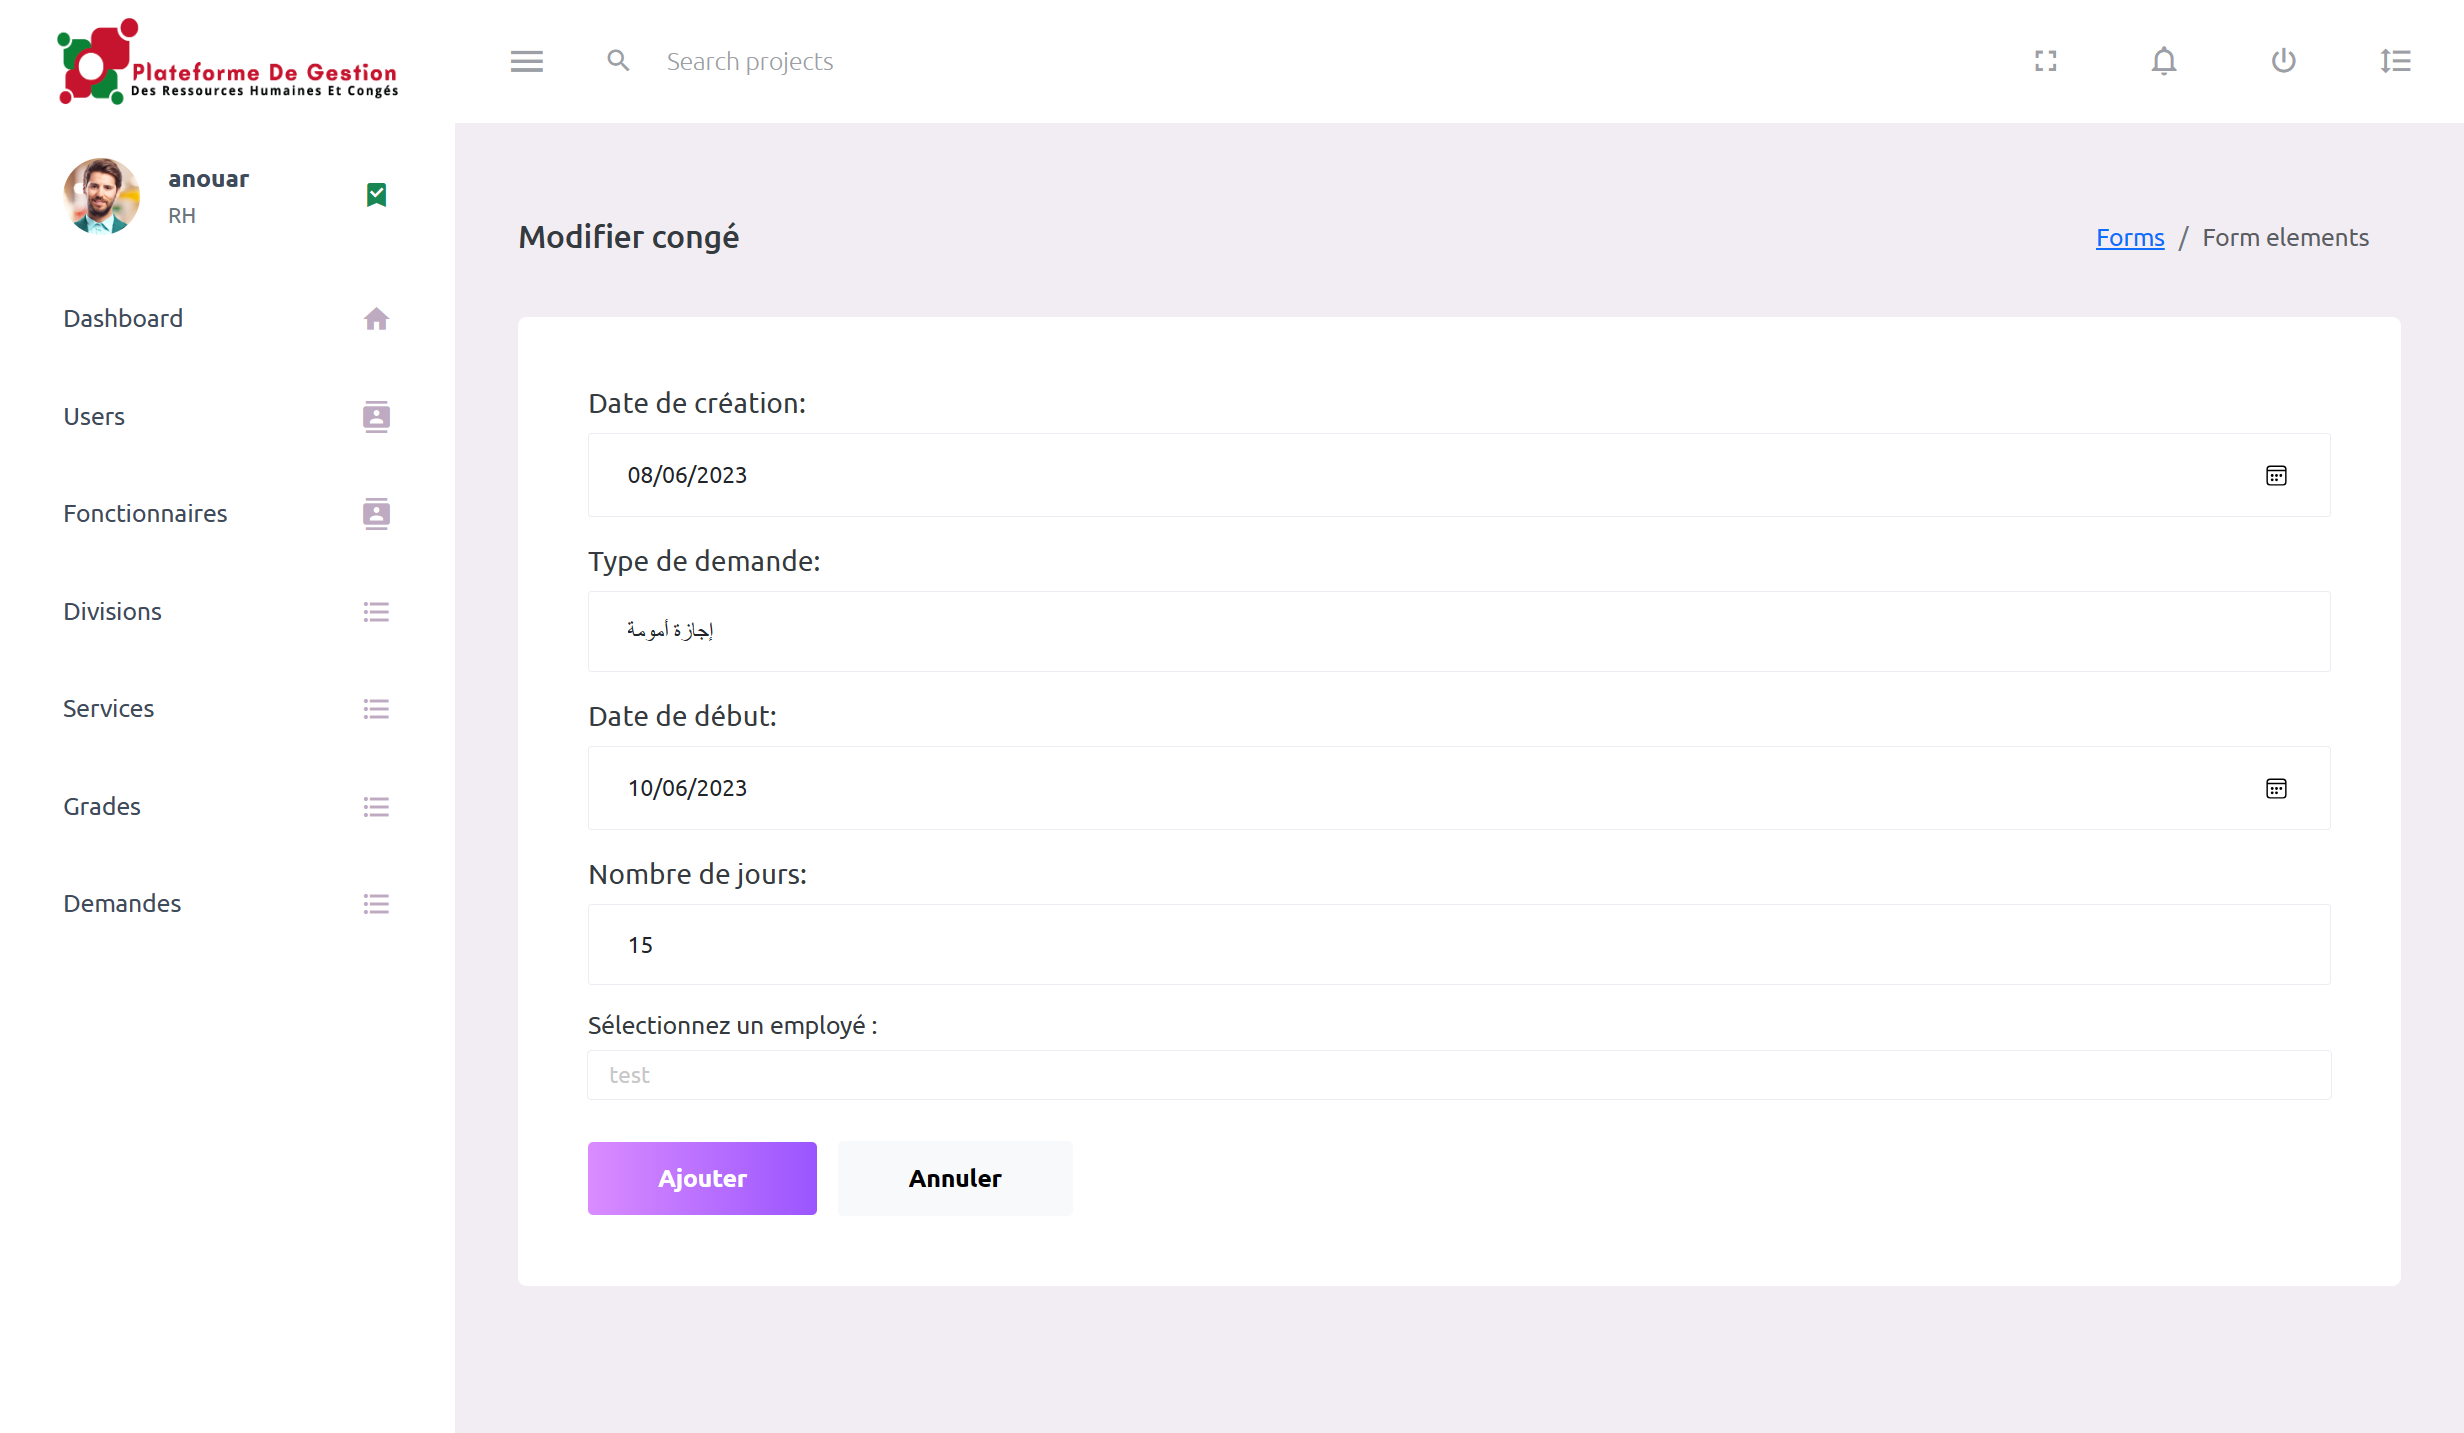 Plateforme De Gestion
Des Ressources Humaines Et Congés
Search projects
anouar
RH
Dashboard
Users
Fonctionnaires
Divisions
Services
Grades
Demandes
Modifier congé
Forms / Form elements
Date de création:
08/06/2023
Type de demande:
إجازة أمومة
Date de début:
10/06/2023
Nombre de jours:
15
Sélectionnez un employé :
test
Ajouter
Annuler